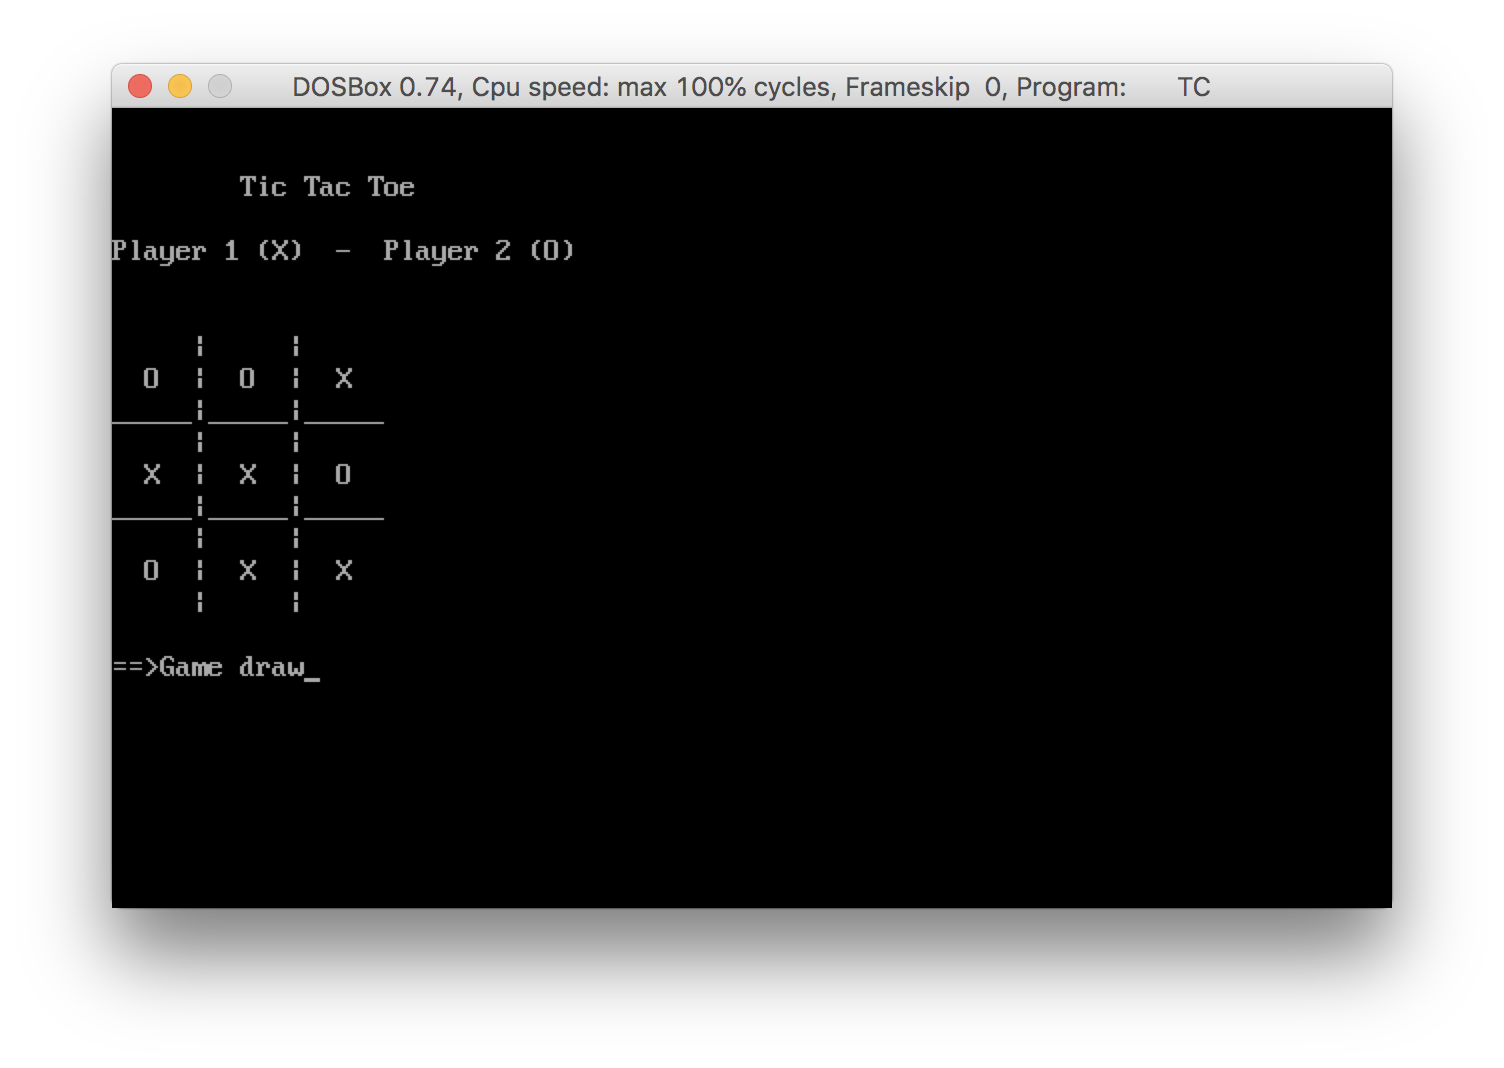 DOSBox 0.74, Cpu speed: max 100% cycles, Frameskip 0, Program: TC
Tic Tac Toe
Player 1 (X) - Player 2 (O)
O | O | X
X | X | O
O | X | X
==>Game draw_